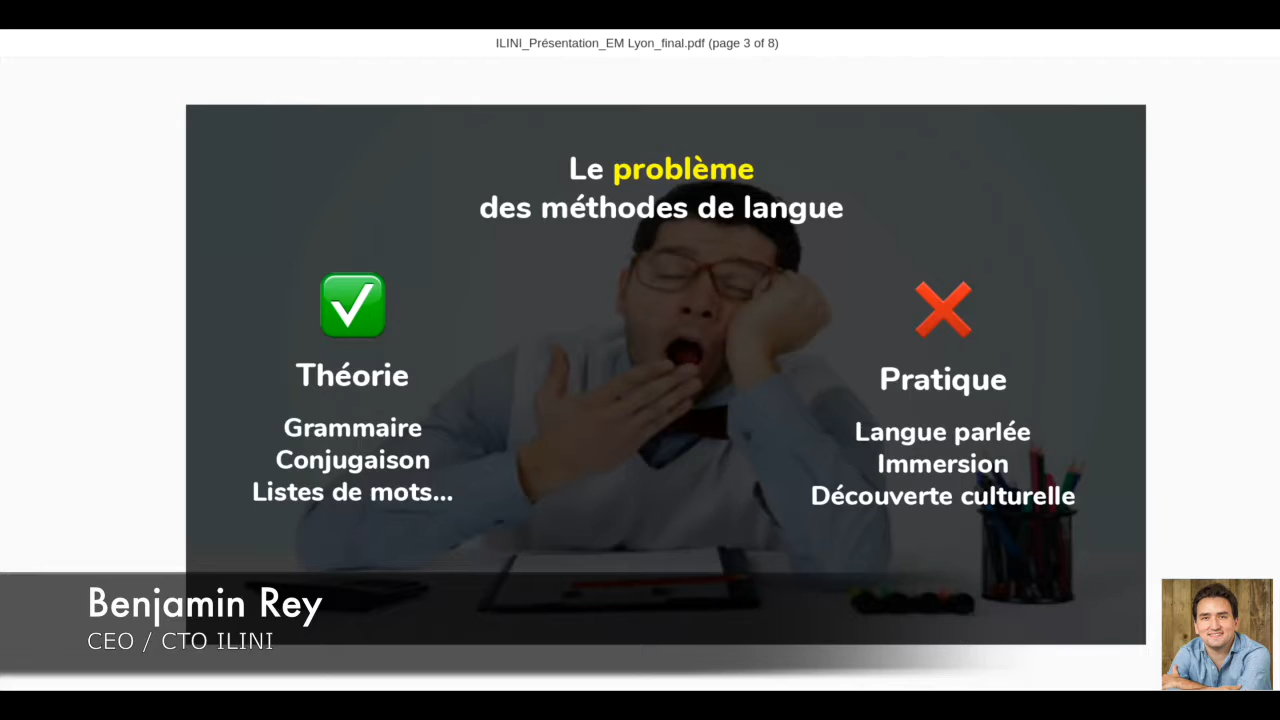 ILINI_Présentation_EM Lyon_final.pdf (page 3 of 8)
Le problème
des méthodes de langue
Théorie
Grammaire
Conjugaison
Listes de mots...
Pratique
Langue parlée
Immersion
Découverte culturelle
Benjamin Rey
CEO / CTO ILINI